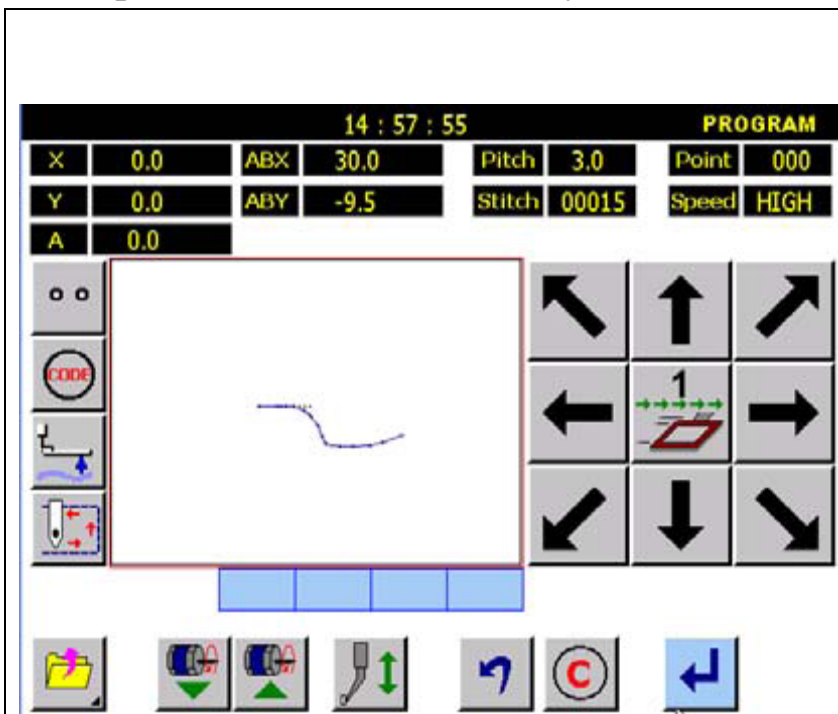 14 : 57 : 55 PROGRAM
X 0.0 ABX 30.0 Pitch 3.0 Point 000
Y 0.0 ABY -9.5 Stitch 00015 Speed HIGH
A 0.0
CODE
1
C